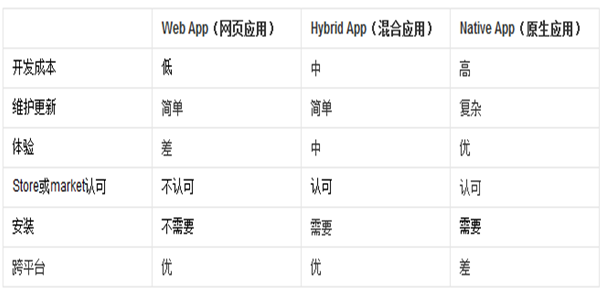 Web App（网页应用） Hybrid App（混合应用） Native App（原生应用）
开发成本 低 中 高
维护更新 简单 简单 复杂
体验 差 中 优
Store或market认可 不认可 认可 认可
安装 不需要 需要 需要
跨平台 优 优 差